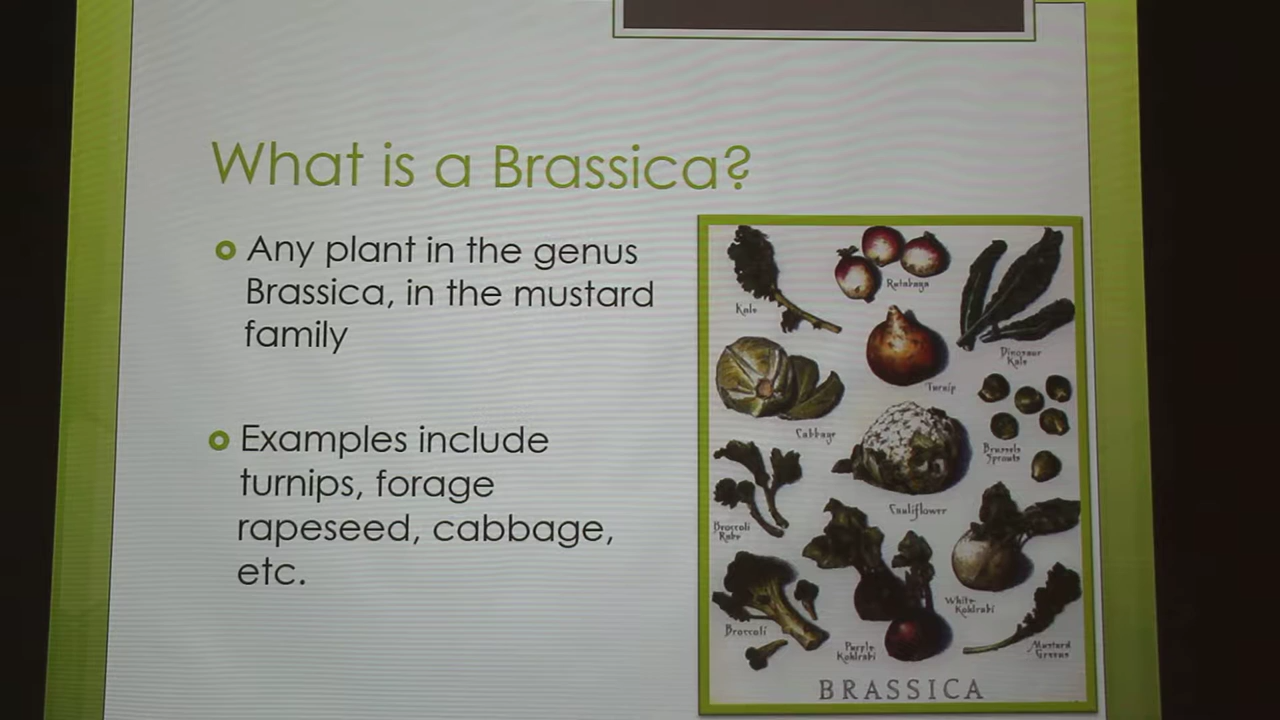 What is a Brassica?
Any plant in the genus
Brassica, in the mustard
family
Examples include
turnips, forage
rapeseed, cabbage,
etc.
Kale
Rutabaga
Dinosaur
Kale
Turnip
Cabbage
Brussels
Sprouts
Cauliflower
Broccoli
Rabe
White
Kohlrabi
Broccoli
Purple
Kohlrabi
Mustard
Greens
BRASSICA